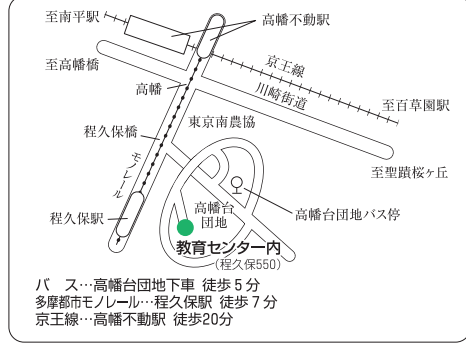 至南平駅
高幡不動駅
至高幡橋
京王線
川崎街道
高幡
至百草園駅
程久保橋
東京南農協
モノレール
至聖蹟桜ヶ丘
高幡台
団地
高幡台団地バス停
程久保駅
教育センター内
(程久保550)
バ ス…高幡台団地下車 徒歩5分
多摩都市モノレール…程久保駅 徒歩7分
京王線…高幡不動駅 徒歩20分